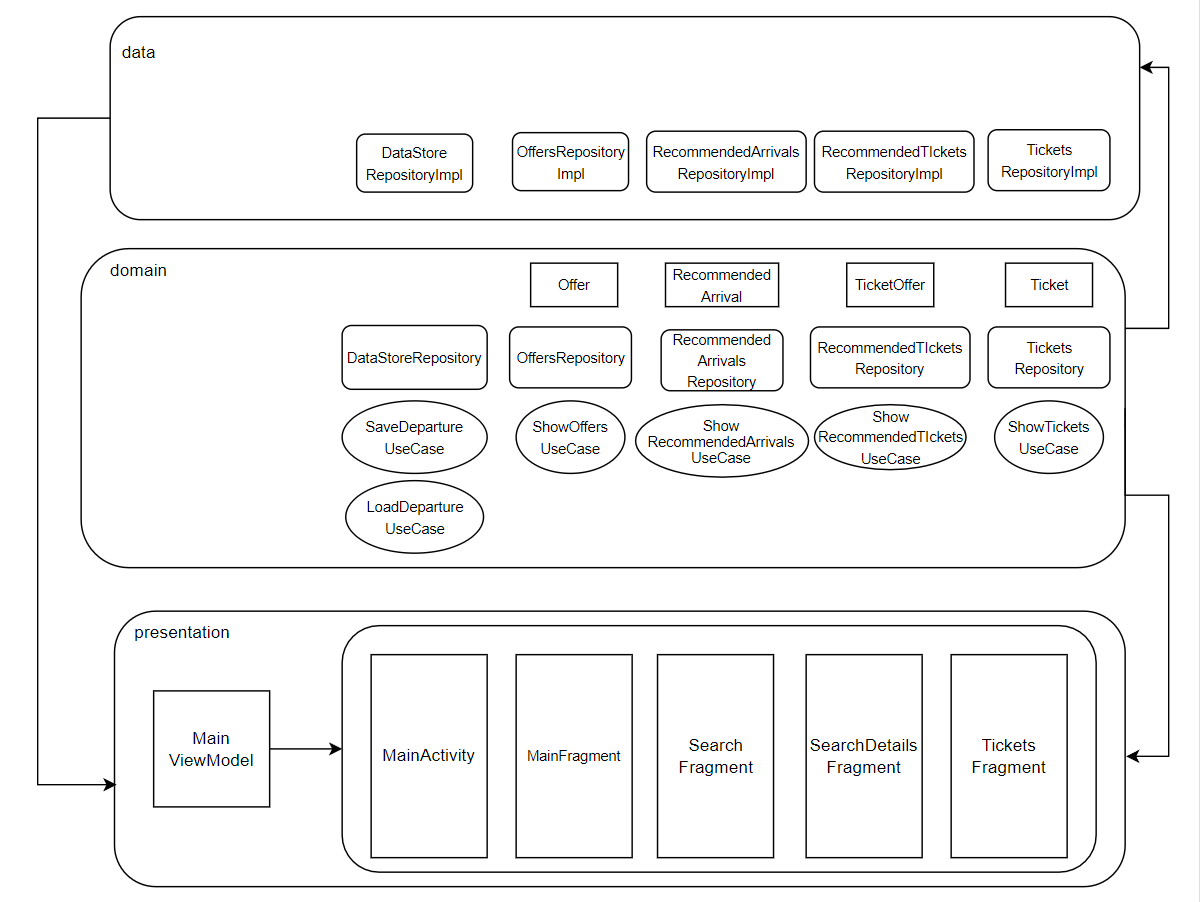 data
DataStore
RepositoryImpl
OffersRepository
Impl
RecommendedArrivals
RepositoryImpl
RecommendedTIckets
RepositoryImpl
Tickets
RepositoryImpl
domain
Offer
Recommended
Arrival
TicketOffer
Ticket
DataStoreRepository
OffersRepository
Recommended
Arrivals
Repository
RecommendedTIckets
Repository
Tickets
Repository
SaveDeparture
UseCase
ShowOffers
UseCase
Show
RecommendedArrivals
UseCase
Show
RecommendedTIckets
UseCase
ShowTickets
UseCase
LoadDeparture
UseCase
presentation
Main
ViewModel
MainActivity
MainFragment
Search
Fragment
SearchDetails
Fragment
Tickets
Fragment